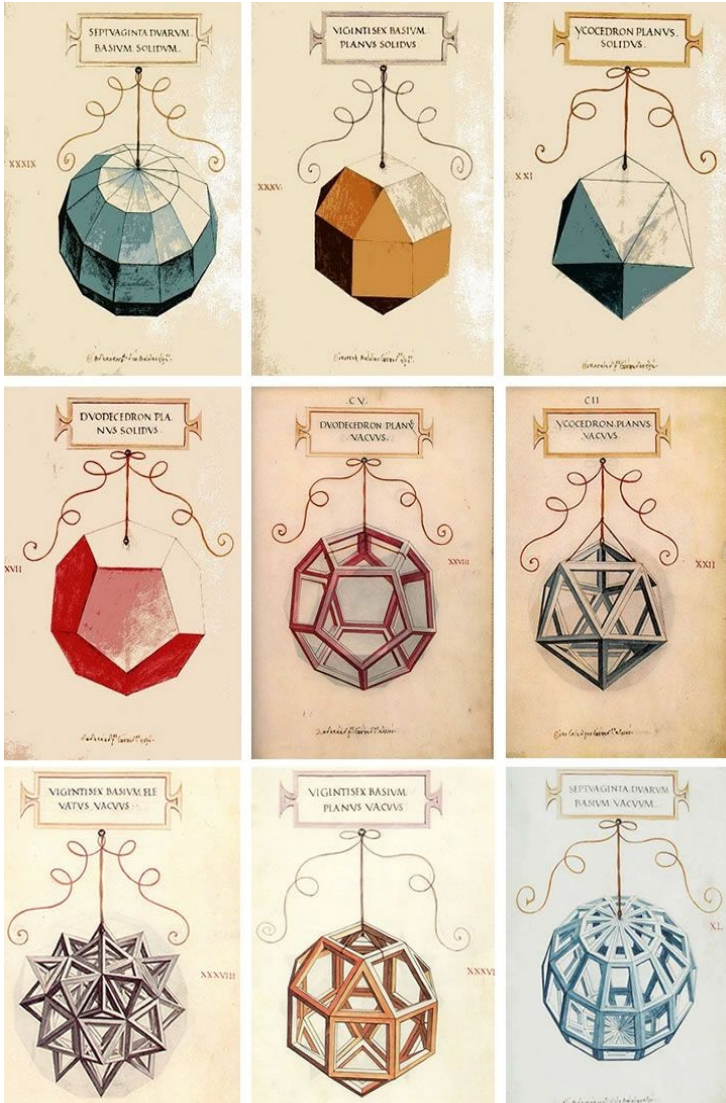 SEPTVAGINTA DVARVM
BASIVM SOLIDVM.
XXXIX
VIGINTISEX BASIVM
PLANVS SOLIDVS
XXXV
YCOCEDRON PLANVS
SOLIDVS.
XXI
DVODECEDRON PLA
NVS SOLIDVS.
XVII
CV.
DVODECEDRON PLANV̄
VACVVS.
XXVIII
CII
YCOCEDRON PLANVS
VACVVS
XXII
VIGINTISEX BASIVM ELE
VATVS VACVVS
XXXVIII
VIGINTISEX BASIVM
PLANVS VACVVS
XXXVI
SEPTVAGINTA DVARVM
BASIVM VACVVM.
XL